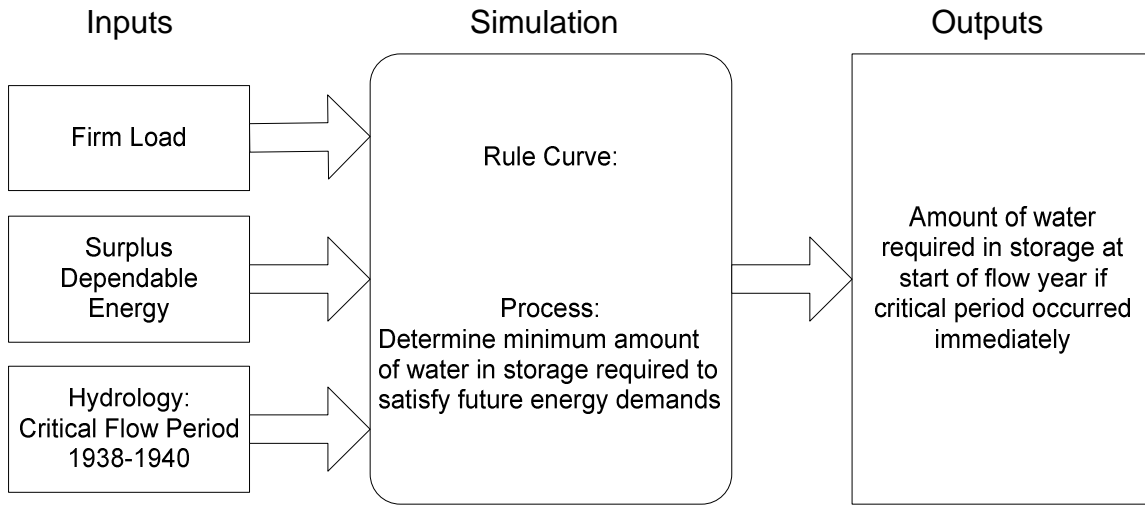 Inputs
Simulation
Outputs
Firm Load
Surplus
Dependable
Energy
Hydrology:
Critical Flow Period
1938-1940
Rule Curve:
Process:
Determine minimum amount
of water in storage required to
satisfy future energy demands
Amount of water
required in storage at
start of flow year if
critical period occurred
immediately